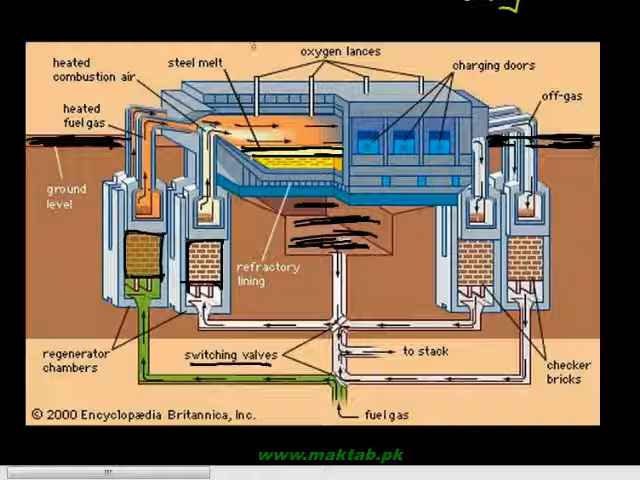 oxygen lances
heated
combustion air
steel melt
charging doors
off-gas
heated
fuel gas
ground
level
refractory
lining
regenerator
chambers
switching valves
to stack
checker
bricks
fuel gas
© 2000 Encyclopædia Britannica, Inc.
www.maktab.pk